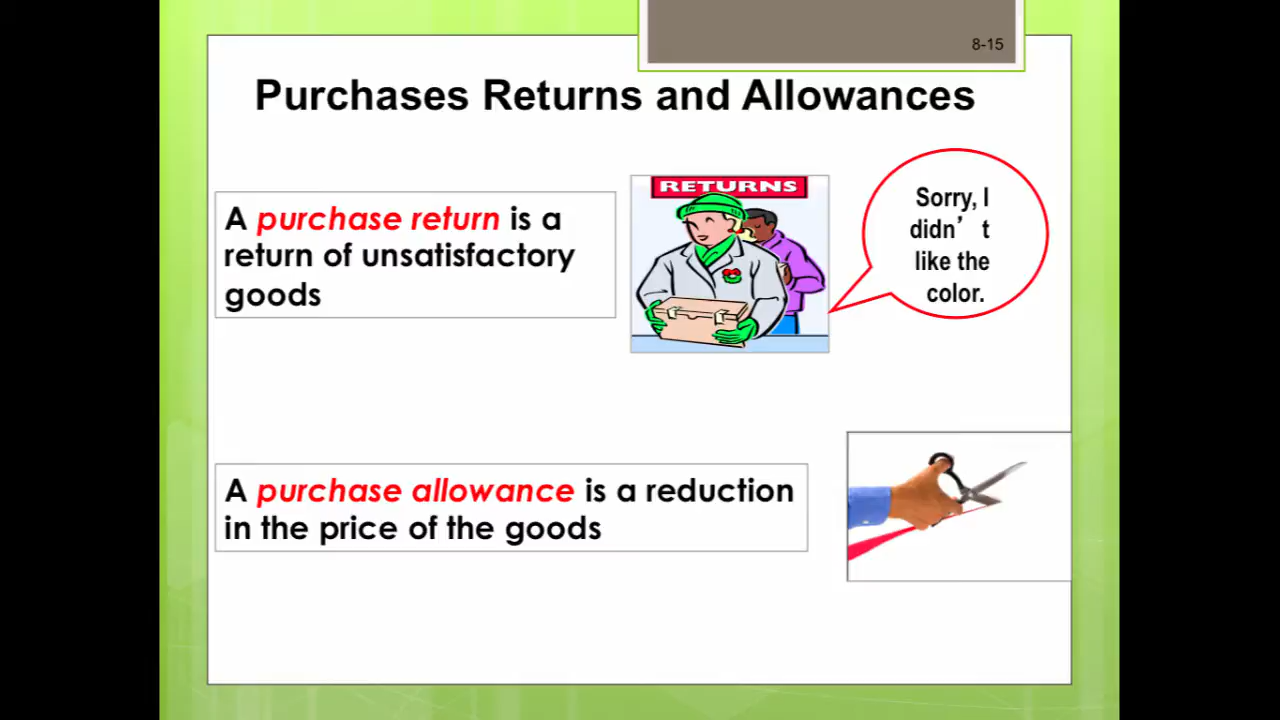 8-15
Purchases Returns and Allowances
A purchase return is a
return of unsatisfactory
goods
RETURNS
Sorry, I
didn’ t
like the
color.
A purchase allowance is a reduction
in the price of the goods